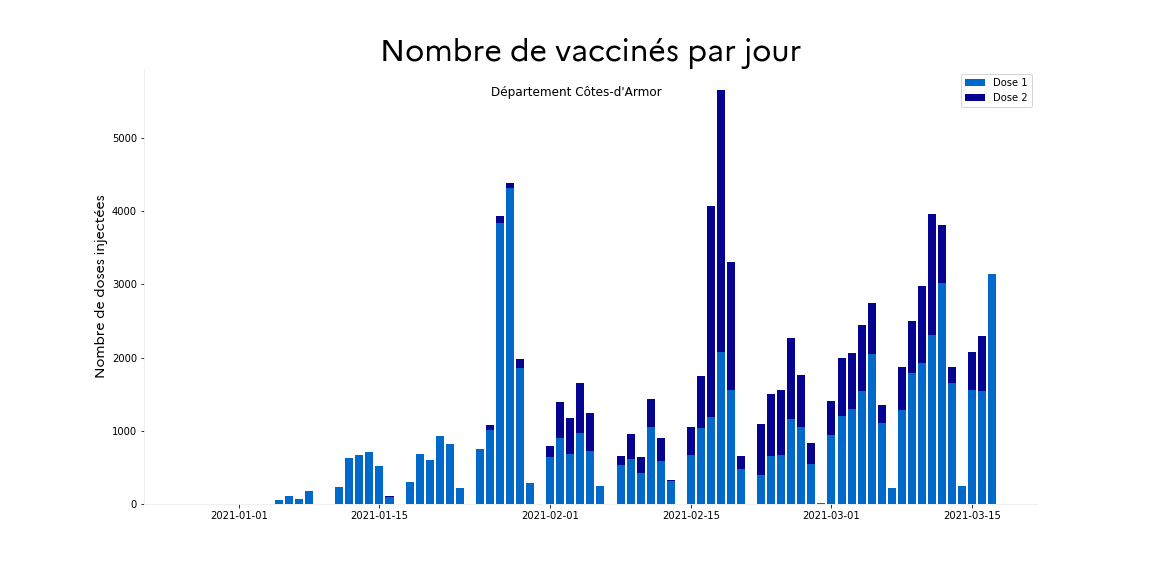 Nombre de vaccinés par jour
Département Côtes-d'Armor
Dose 1
Dose 2
Nombre de doses injectées
5000
4000
3000
2000
1000
0
2021-01-01
2021-01-15
2021-02-01
2021-02-15
2021-03-01
2021-03-15